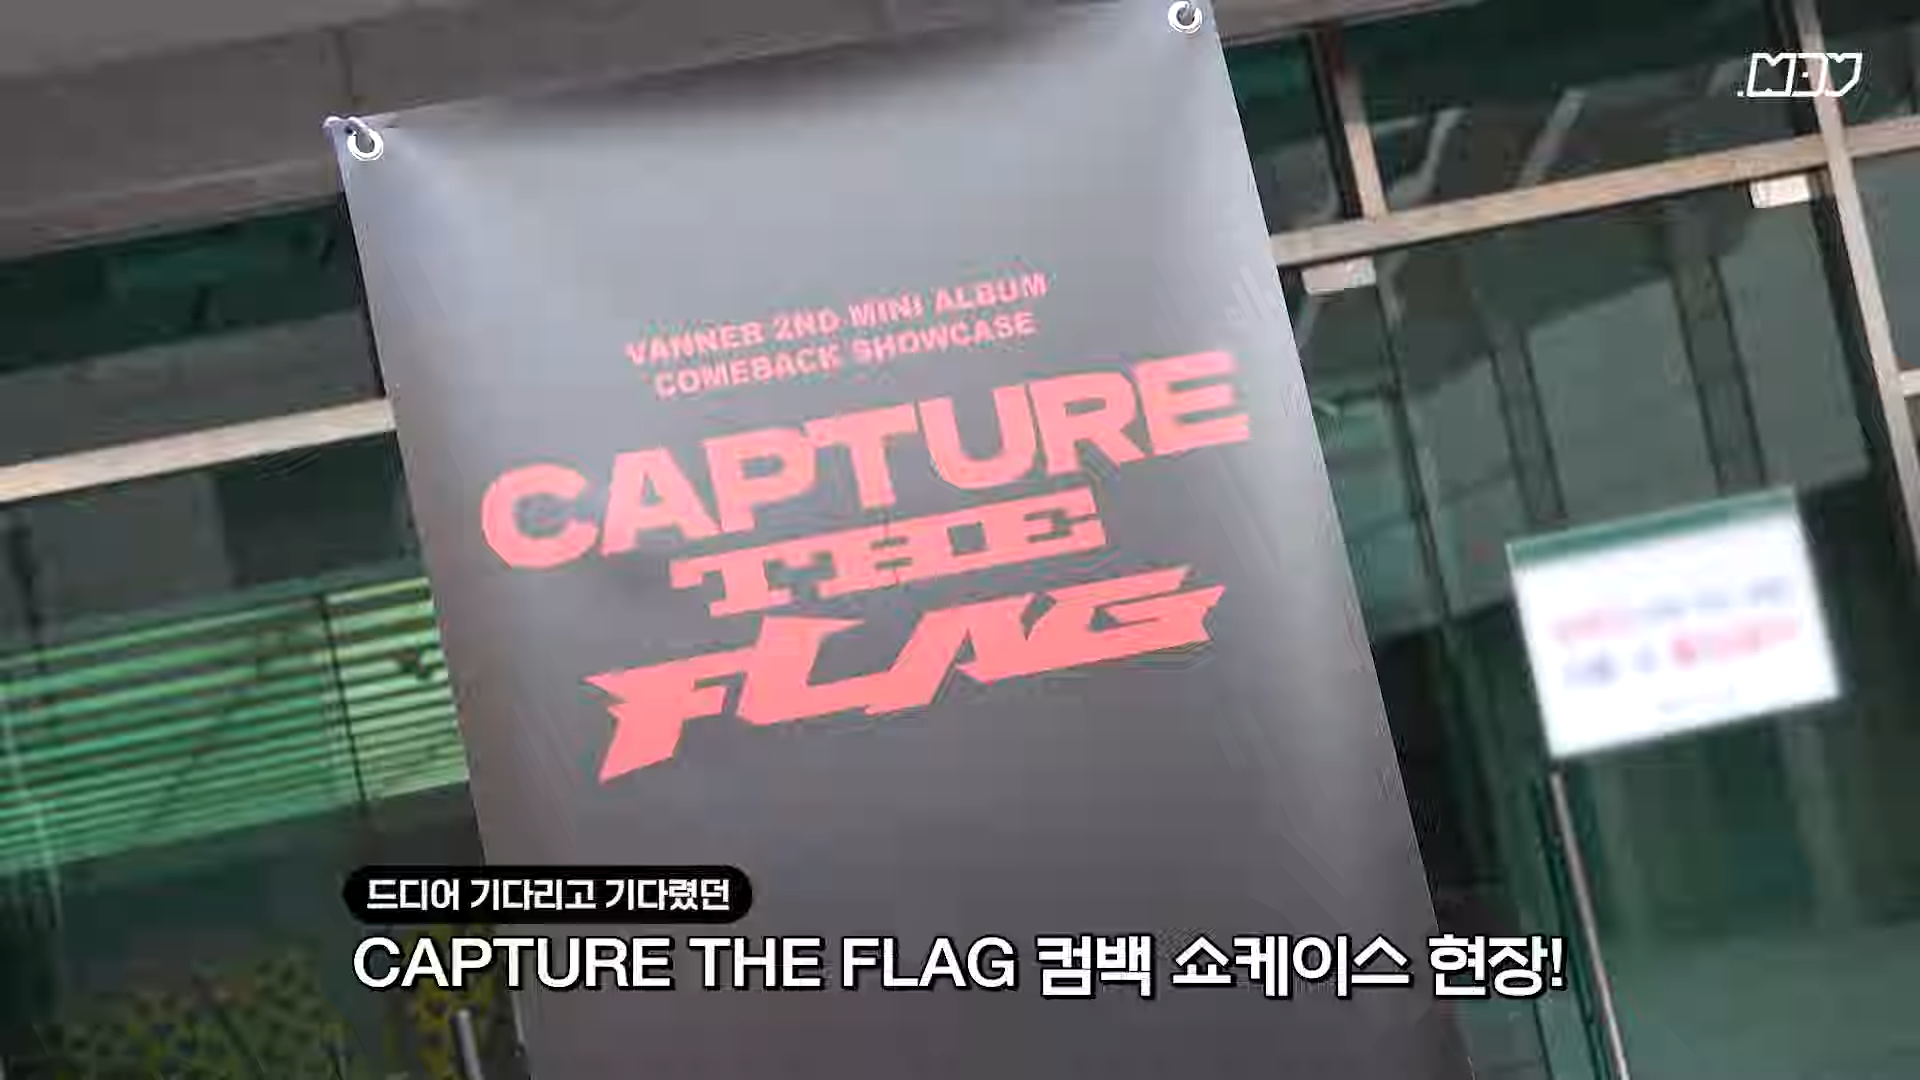 VANNER 2ND MINI ALBUM
COMEBACK SHOWCASE
CAPTURE
THE
FLAG
드디어 기다리고 기다렸던
CAPTURE THE FLAG 컴백 쇼케이스 현장!